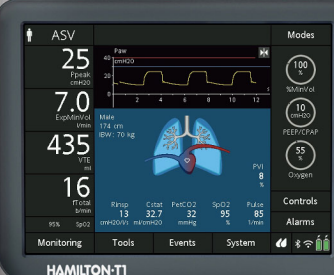 ASV
Modes
25
Ppeak
cmH2O
Paw
cmH2O
40
20
0
2 4 6 8 10 12
s
100
%
%MinVol
7.0
ExpMinVol
l/min
Male
174 cm
IBW: 70 kg
10
cmH2O
PEEP/CPAP
435
VTE
ml
55
%
Oxygen
PVI
8
%
16
fTotal
b/min
Rinsp Cstat PetCO2 SpO2 Pulse
13 32.7 32 95 85
cmH2O/l/s ml/cmH2O mmHg % 1/min
Controls
95% SpO2
Alarms
Monitoring Tools Events System
HAMILTON-T1